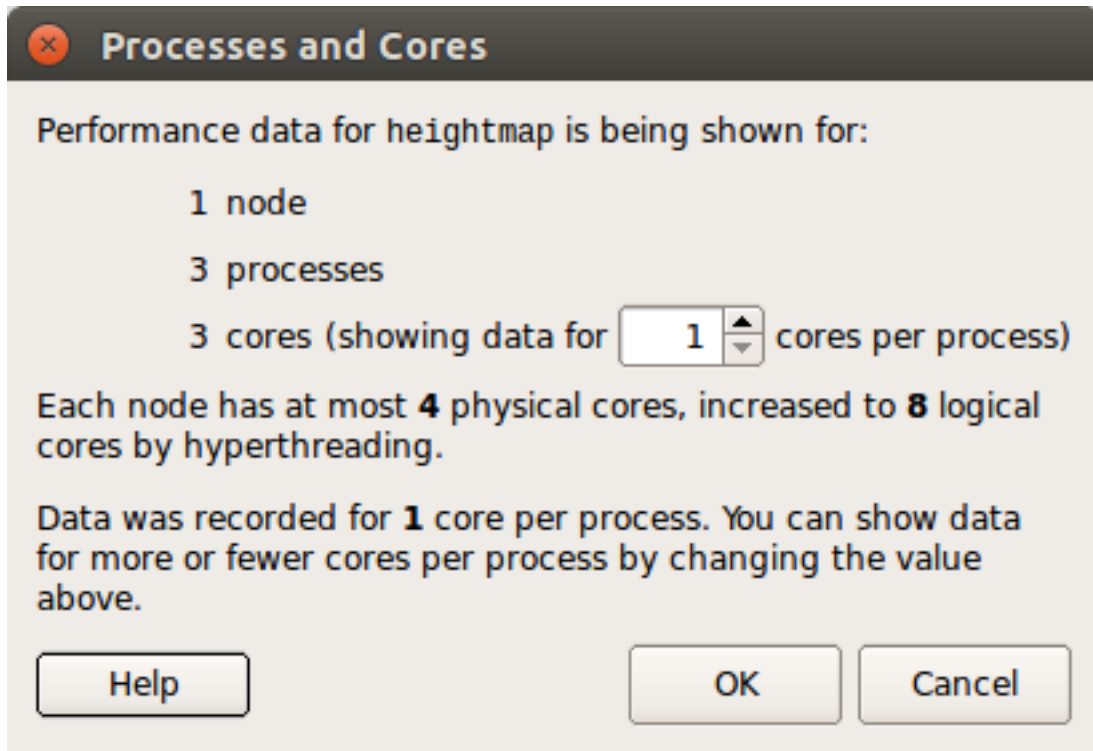 Processes and Cores
Performance data for heightmap is being shown for:
1 node
3 processes
3 cores (showing data for 1 cores per process)
Each node has at most 4 physical cores, increased to 8 logical
cores by hyperthreading.
Data was recorded for 1 core per process. You can show data
for more or fewer cores per process by changing the value
above.
Help OK Cancel